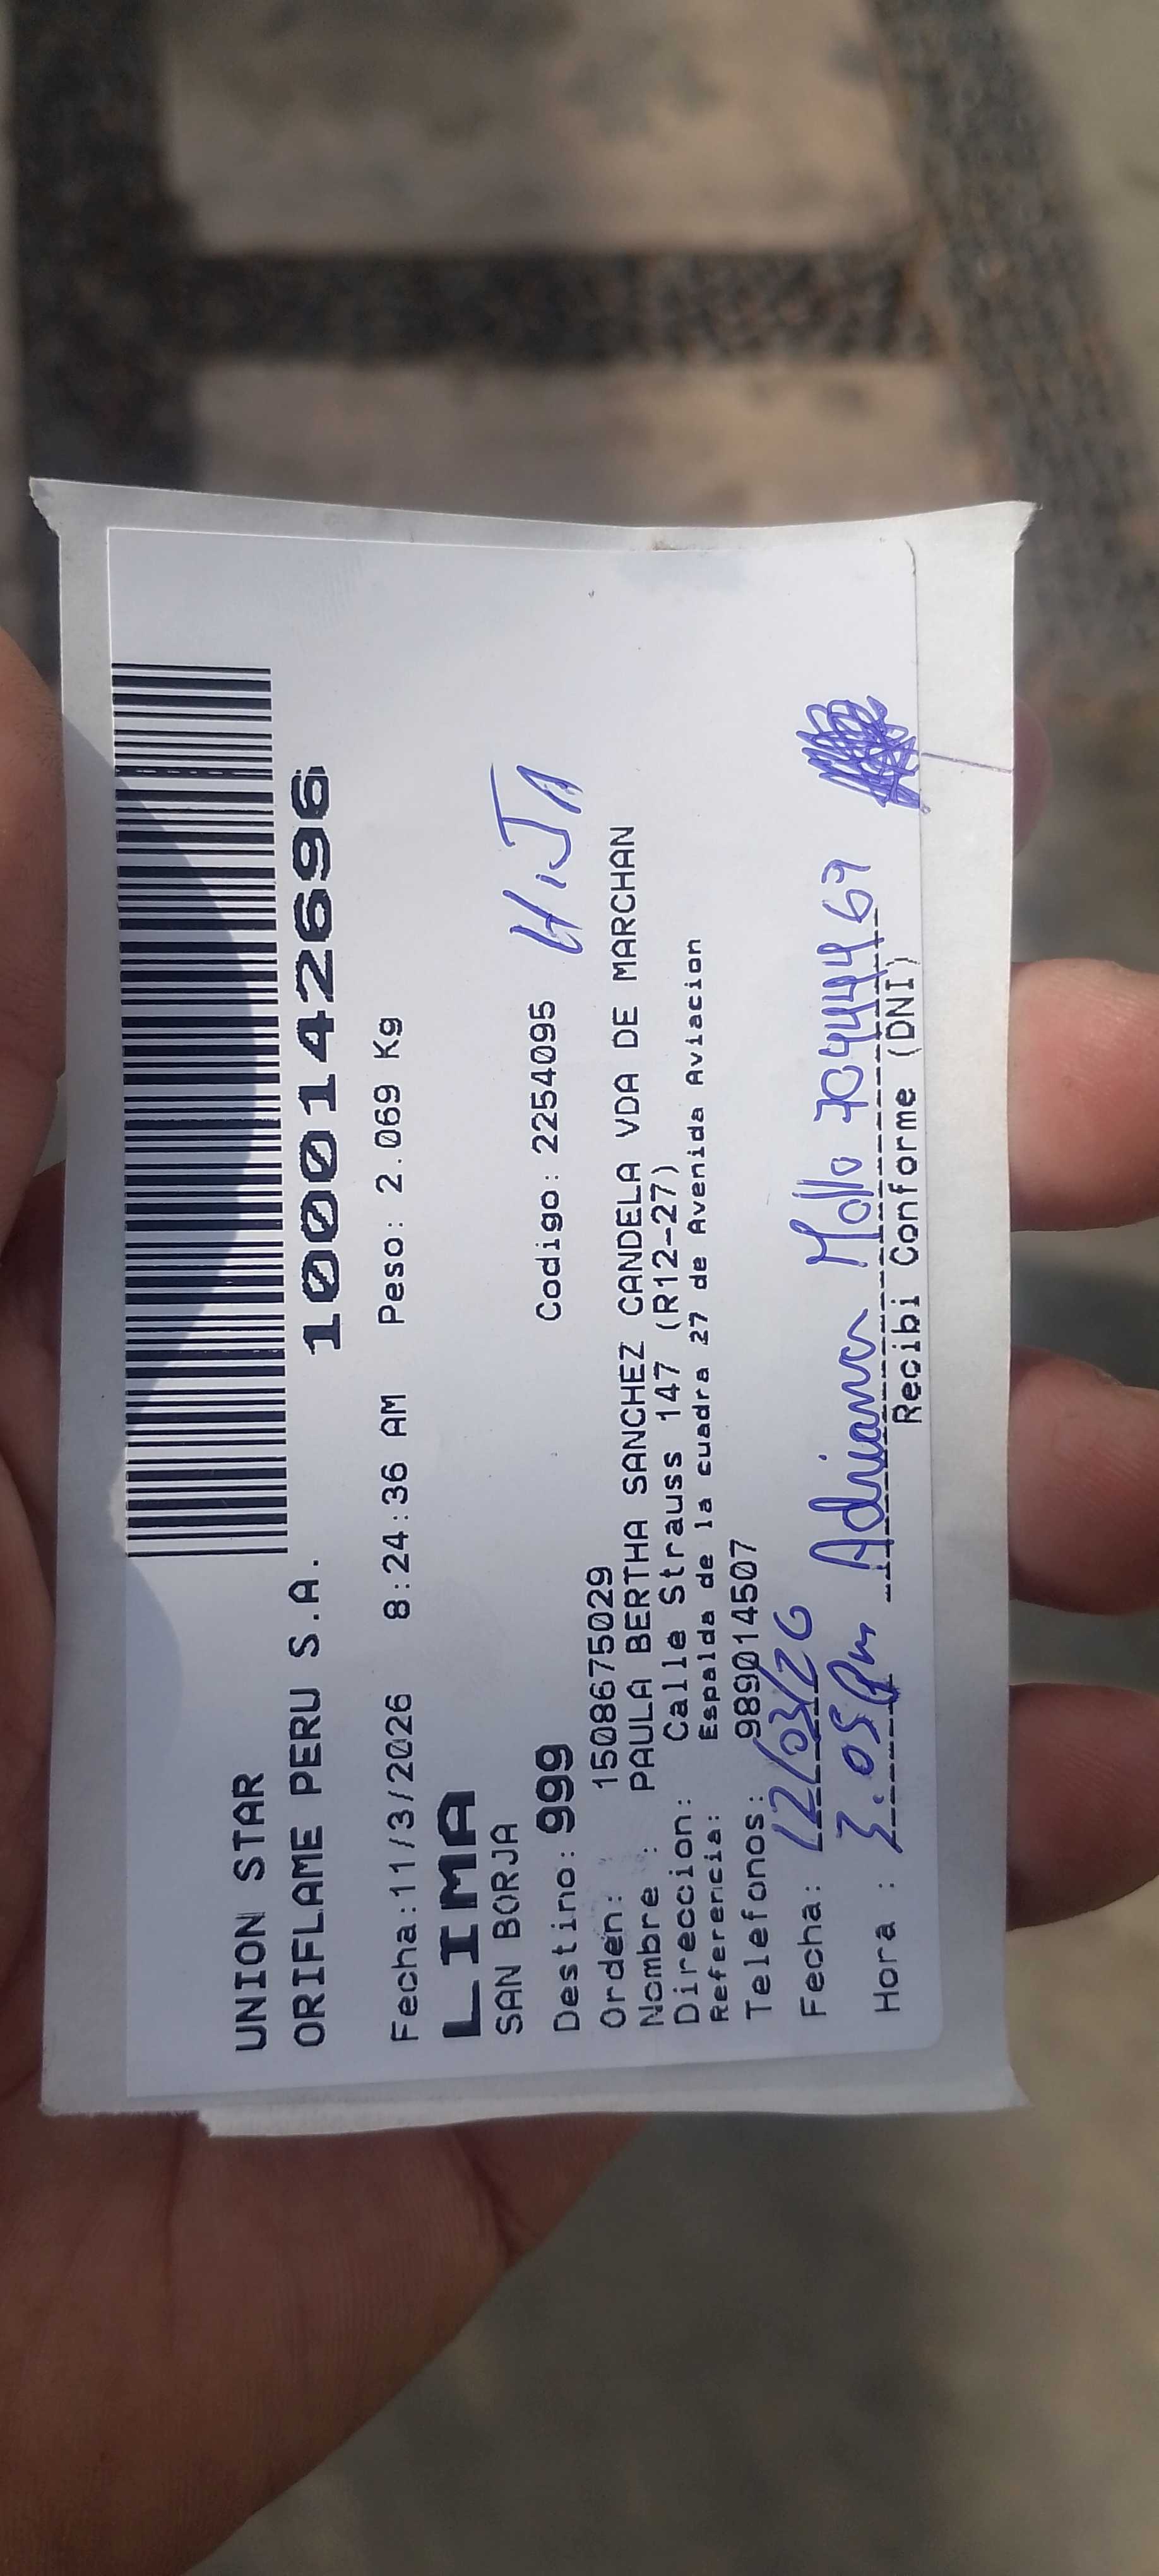 UNION STAR
ORIFLAME PERU S.A. 1000142696
Fecha:11/3/2026 8:24:36 AM Peso: 2.069 Kg
LIMA
SAN BORJA
HiJA
Destino: 999 Codigo: 2254095
Orden: 1508675029
Nombre : PAULA BERTHA SANCHEZ CANDELA VDA DE MARCHAN
Direccion: Calle Strauss 147 (R12-27)
Referencia: Espalda de la cuadra 27 de Avenida Aviacion
Telefonos: 989014507
Fecha: 12/03/26
Hora : 3.05 Pm Adriana Mollo 70444467
Recibi Conforme (DNI)